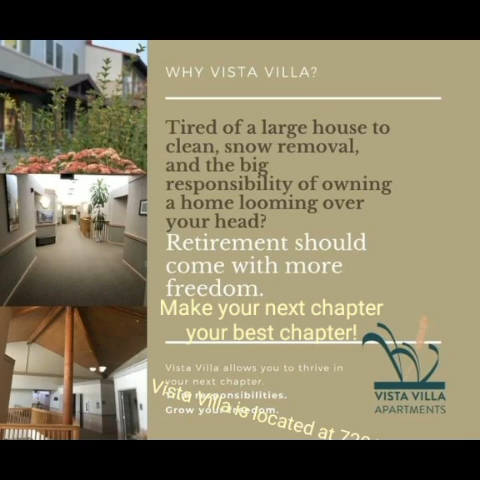 WHY VISTA VILLA?
Tired of a large house to
clean, snow removal,
and the big
responsibility of owning
a home looming over
your head?
Retirement should
come with more
freedom.
Make your next chapter
your best chapter!
Vista Villa allows you to thrive in
your next chapter.
responsibilities.
Grow your freedom.
Vista Villa is located at
VISTA VILLA
APARTMENTS